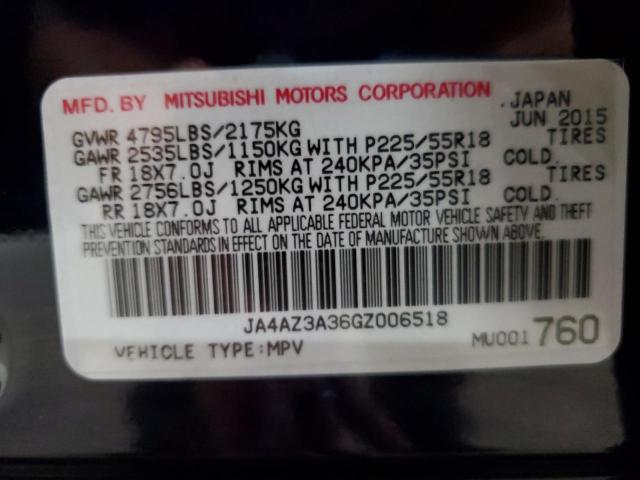 MFD. BY MITSUBISHI MOTORS CORPORATION. JAPAN
GVWR 4795LBS/2175KG JUN 2015
GAWR 2535LBS/1150KG WITH P225/55R18 TIRES
FR 18X7.0J RIMS AT 240KPA/35PSI COLD.
GAWR 2756LBS/1250KG WITH P225/55R18 TIRES
RR 18X7.0J RIMS AT 240KPA/35PSI COLD.
THIS VEHICLE CONFORMS TO ALL APPLICABLE FEDERAL MOTOR VEHICLE SAFETY AND THEFT
PREVENTION STANDARDS IN EFFECT ON THE DATE OF MANUFACTURE SHOWN ABOVE.
JA4AZ3A36GZ006518
VEHICLE TYPE:MPV MU001 760